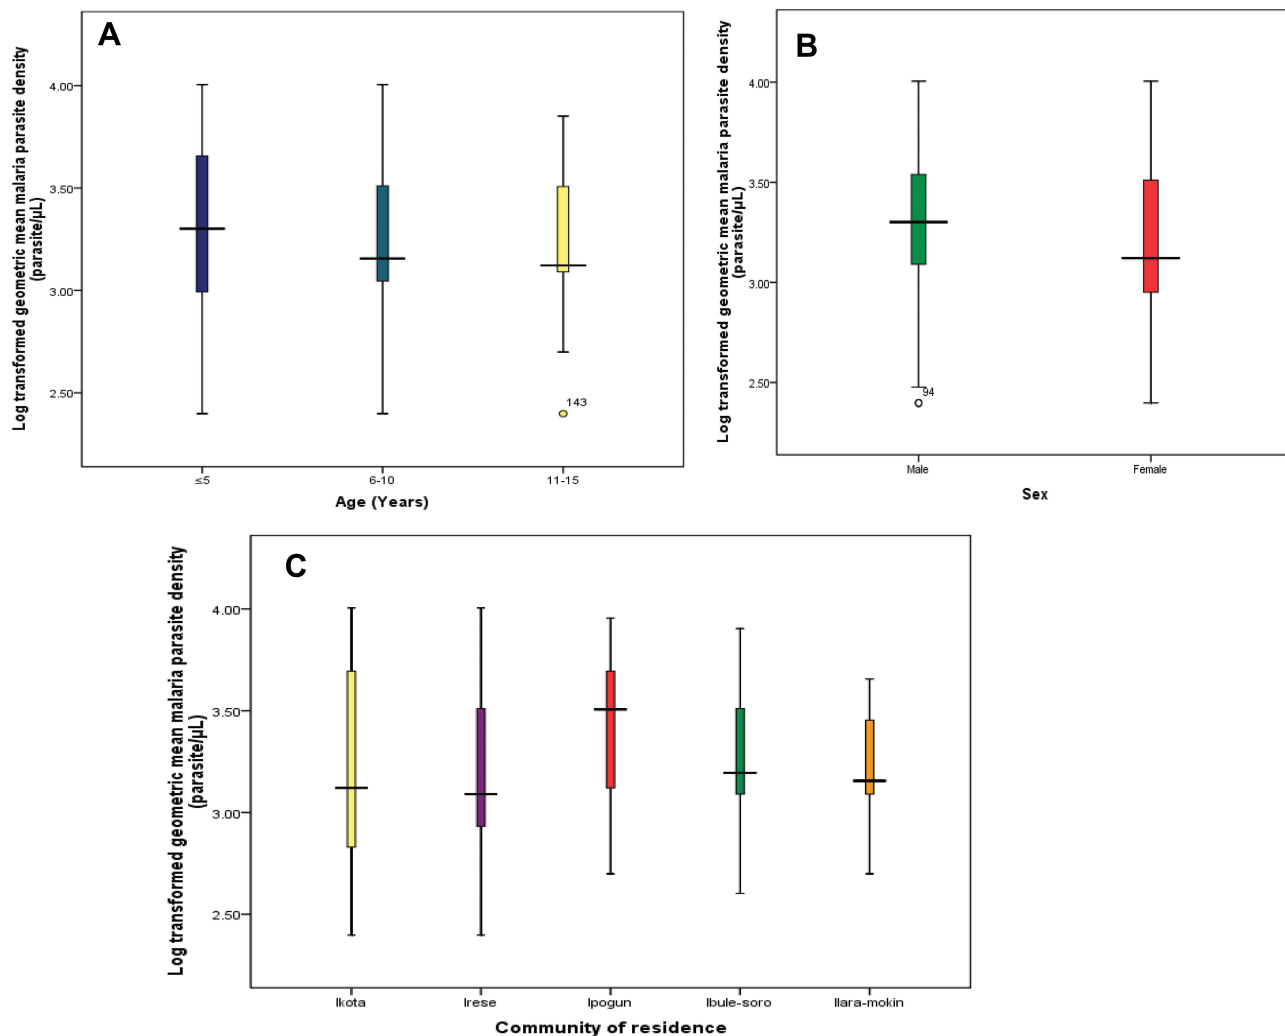 A
Log transformed geometric mean malaria parasite density
(parasite/µL)
4.00
3.50
3.00
2.50
143
≤5
6-10
11-15
Age (Years)
B
Log transformed geometric mean malaria parasite density
(parasite/µL)
4.00
3.50
3.00
2.50
94
Male
Female
Sex
C
Log transformed geometric mean malaria parasite density
(parasite/µL)
4.00
3.50
3.00
2.50
Ikota
Irese
Ipogun
Ibule-soro
Ilara-mokin
Community of residence